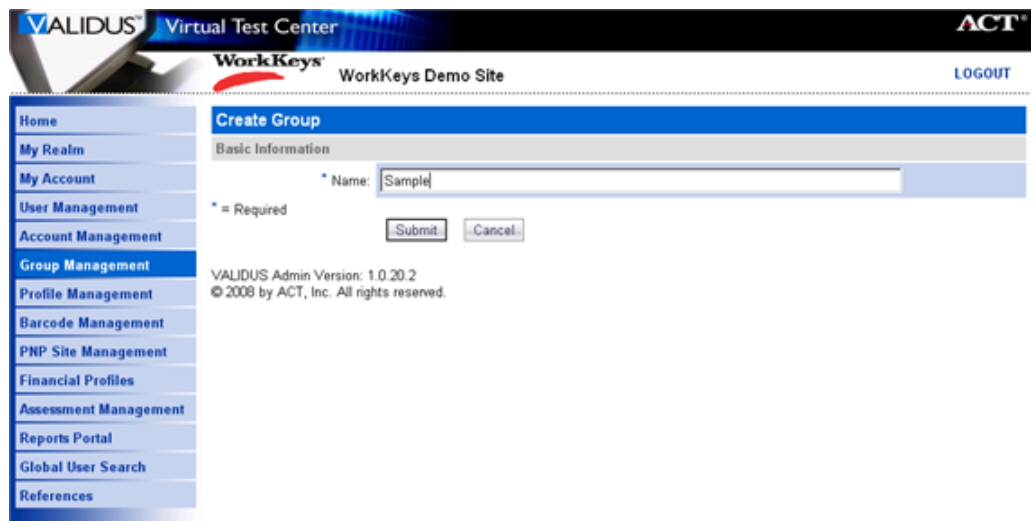 VALIDUS™ Virtual Test Center
ACT®
WorkKeys®
WorkKeys Demo Site
LOGOUT
Home
My Realm
My Account
User Management
Account Management
Group Management
Profile Management
Barcode Management
PNP Site Management
Financial Profiles
Assessment Management
Reports Portal
Global User Search
References
Create Group
Basic Information
* Name: Sample
* = Required
Submit Cancel
VALIDUS Admin Version: 1.0.20.2
© 2008 by ACT, Inc. All rights reserved.